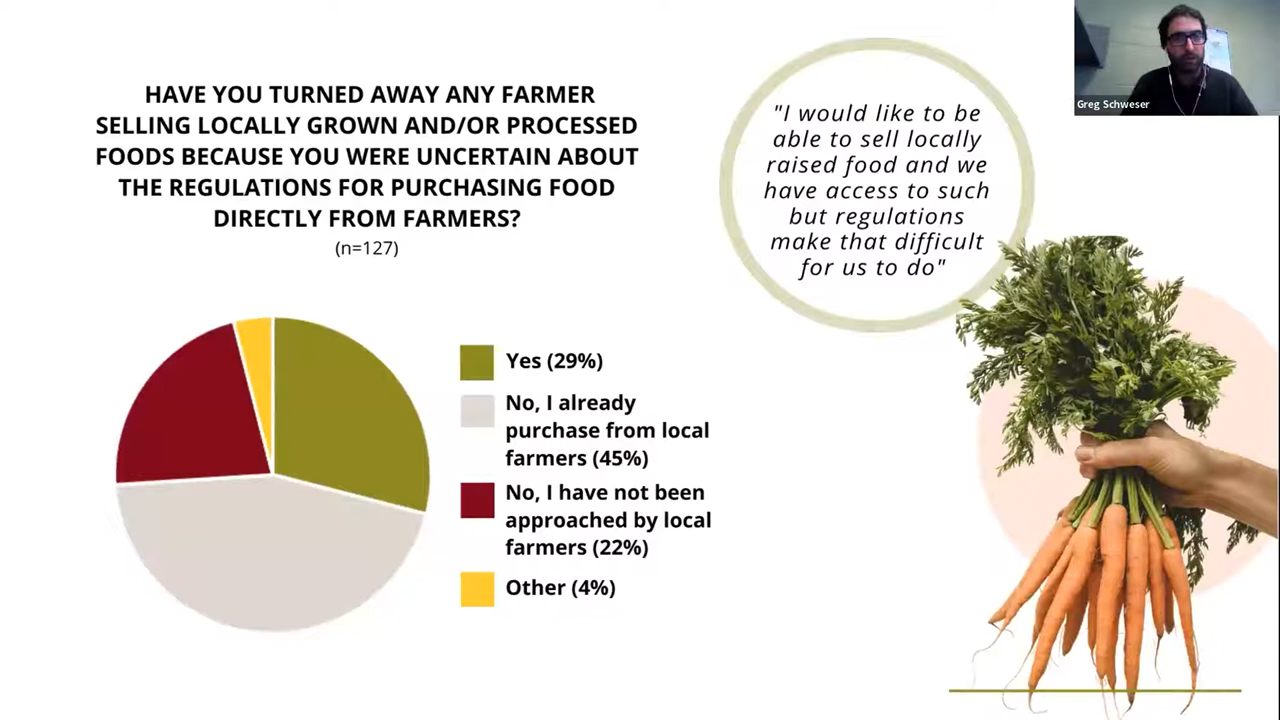 HAVE YOU TURNED AWAY ANY FARMER
SELLING LOCALLY GROWN AND/OR PROCESSED
FOODS BECAUSE YOU WERE UNCERTAIN ABOUT
THE REGULATIONS FOR PURCHASING FOOD
DIRECTLY FROM FARMERS?
(n=127)
Yes (29%)
No, I already
purchase from local
farmers (45%)
No, I have not been
approached by local
farmers (22%)
Other (4%)
"I would like to be
able to sell locally
raised food and we
have access to such
but regulations
make that difficult
for us to do"
Greg Schweser